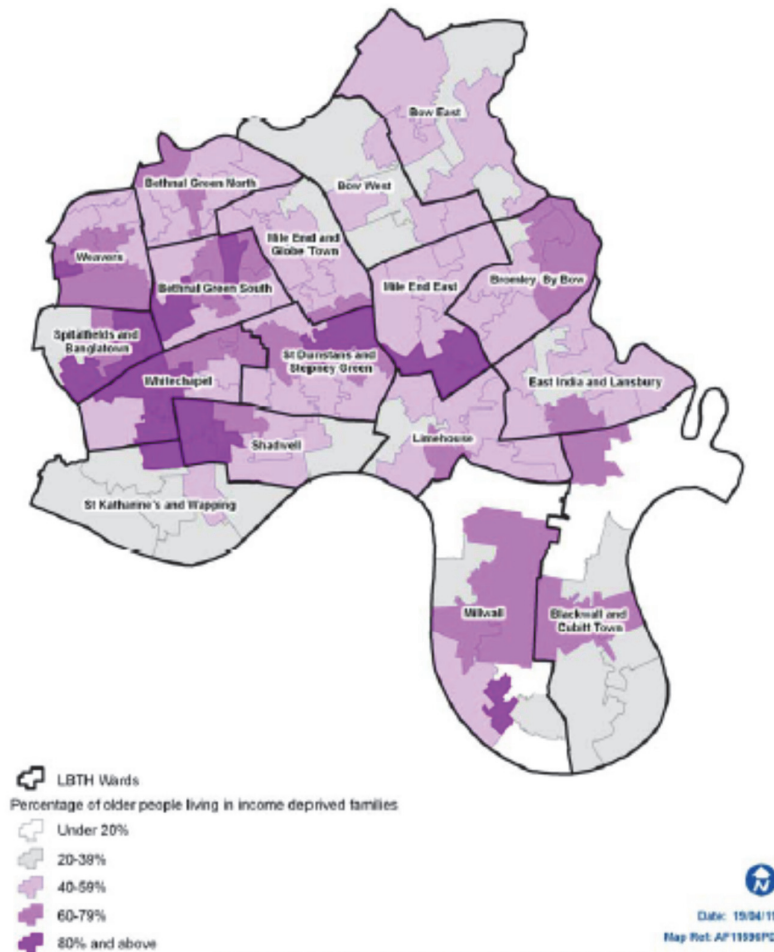 Bow East
Bethnal Green North
Bow West
Mile End and
Globe Town
Weavers
Mile End East
Bromley By Bow
Bethnal Green South
Spitalfields and
Banglatown
St Dunstans and
Stepney Green
Whitechapel
East India and Lansbury
Shadwell
Limehouse
St Katharine's and Wapping
Millwall
Blackwall and
Cubitt Town
LBTH Wards
Percentage of older people living in income deprived families
Under 20%
20-39%
40-59%
60-79%
80% and above
N
Date:
Map Ref: